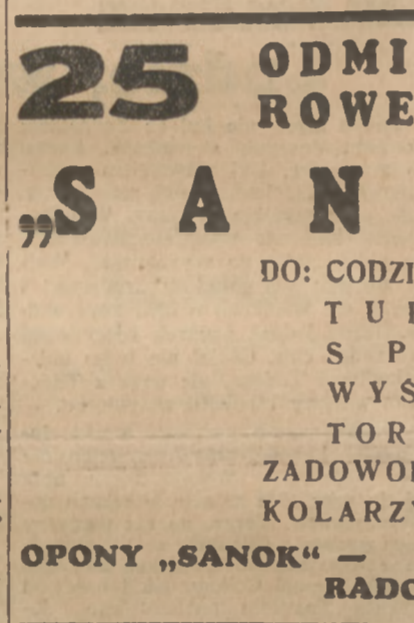 25 ODMI
ROWE
„S A N
DO: CODZI
T U
S P
W Y Ś
T O R
ZADOWO
KOLARZ
OPONY „SANOK“ —
RADO